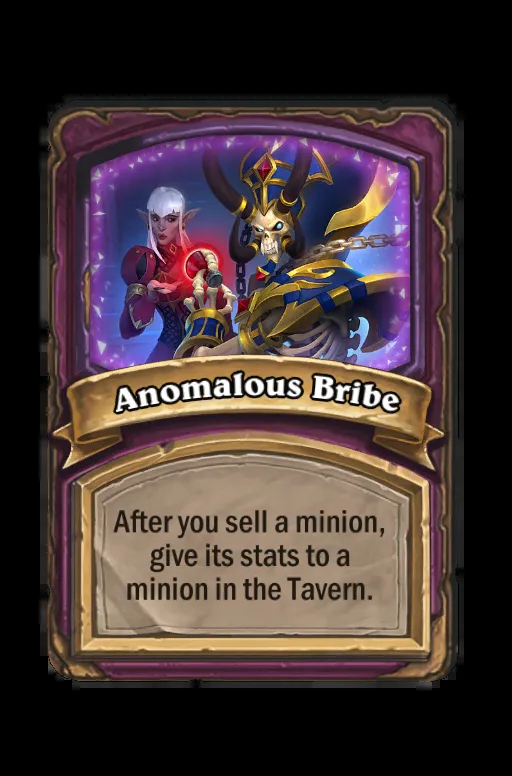 Anomalous Bribe
After you sell a minion,
give its stats to a
minion in the Tavern.